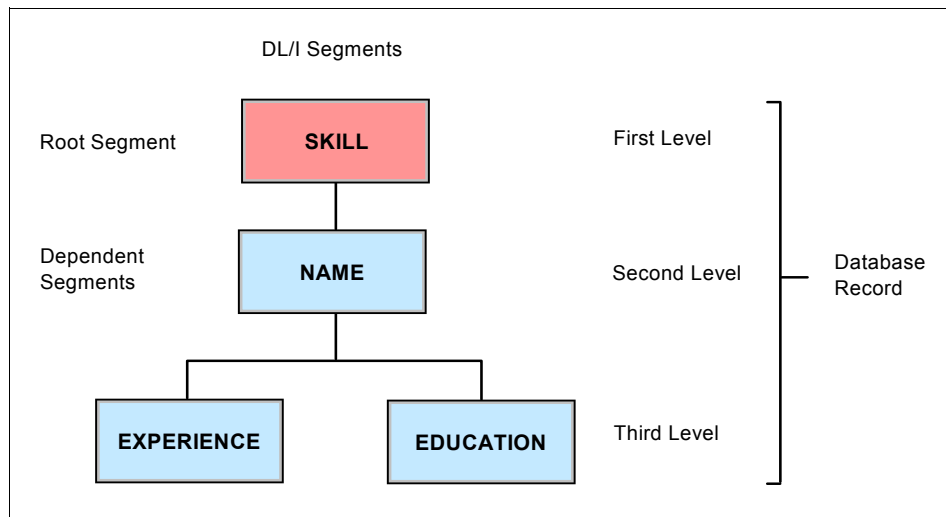 DL/I Segments
Root Segment
SKILL
First Level
Dependent
Segments
NAME
Second Level
Database
Record
EXPERIENCE
EDUCATION
Third Level